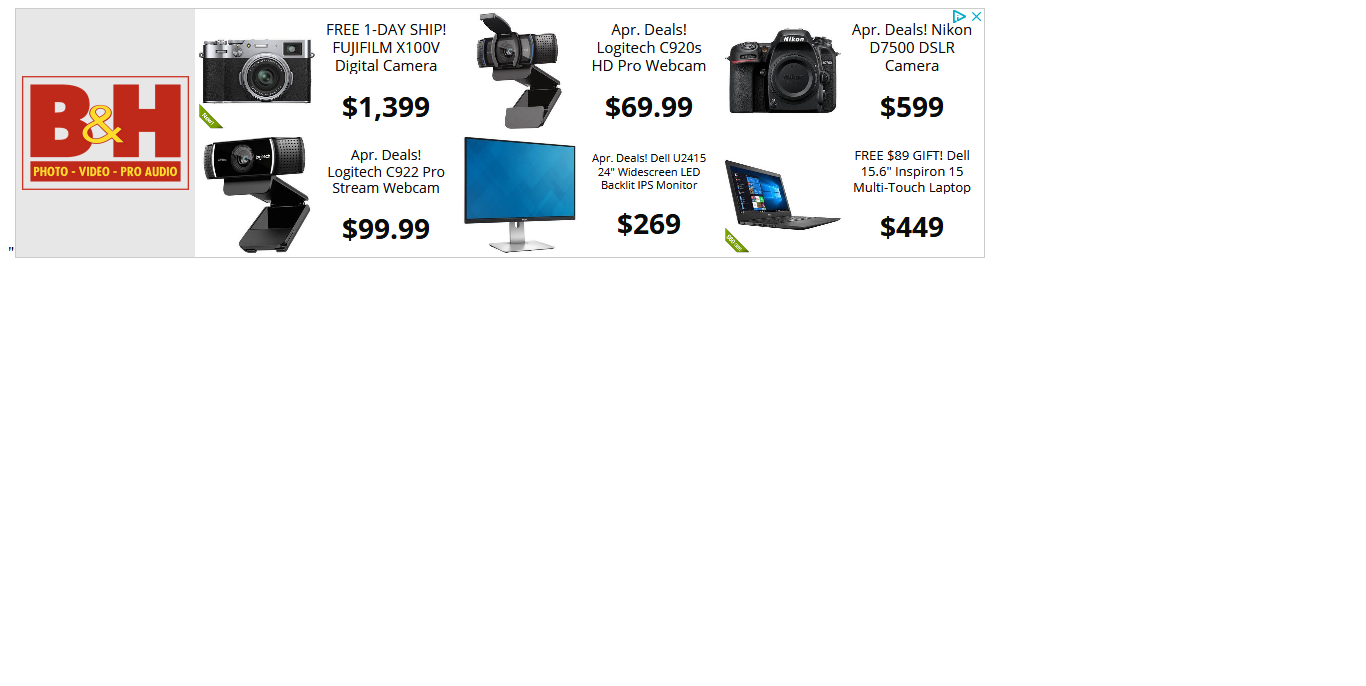 B&H
PHOTO - VIDEO - PRO AUDIO
FREE 1-DAY SHIP!
FUJIFILM X100V
Digital Camera
$1,399
New!
Apr. Deals!
Logitech C920s
HD Pro Webcam
$69.99
Apr. Deals! Nikon
D7500 DSLR
Camera
$599
Nikon
Apr. Deals!
Logitech C922 Pro
Stream Webcam
$99.99
logitech
Apr. Deals! Dell U2415
24" Widescreen LED
Backlit IPS Monitor
$269
FREE $89 GIFT! Dell
15.6" Inspiron 15
Multi-Touch Laptop
$449
"